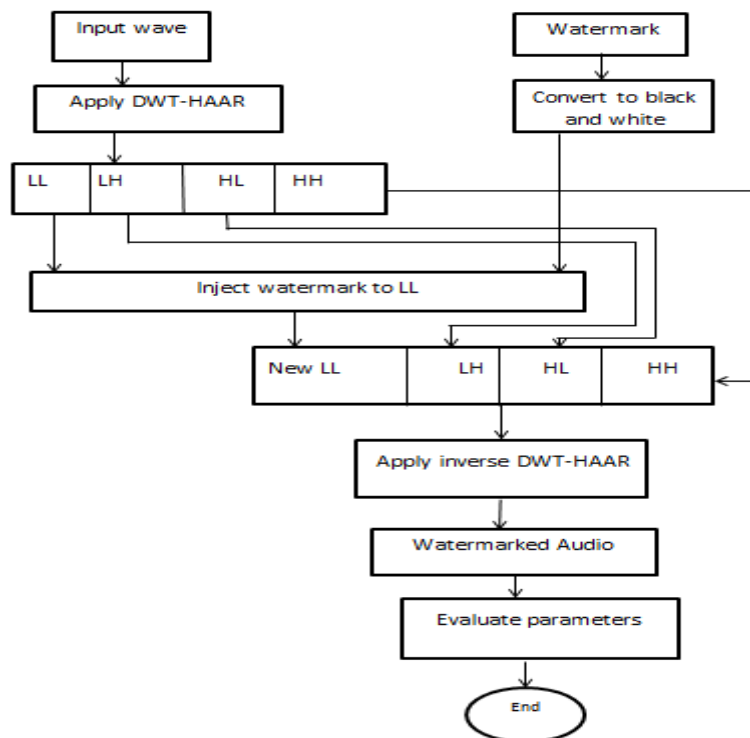 Input wave
Watermark
Apply DWT-HAAR
Convert to black
and white
LL LH HL HH
Inject watermark to LL
New LL LH HL HH
Apply inverse DWT-HAAR
Watermarked Audio
Evaluate parameters
End